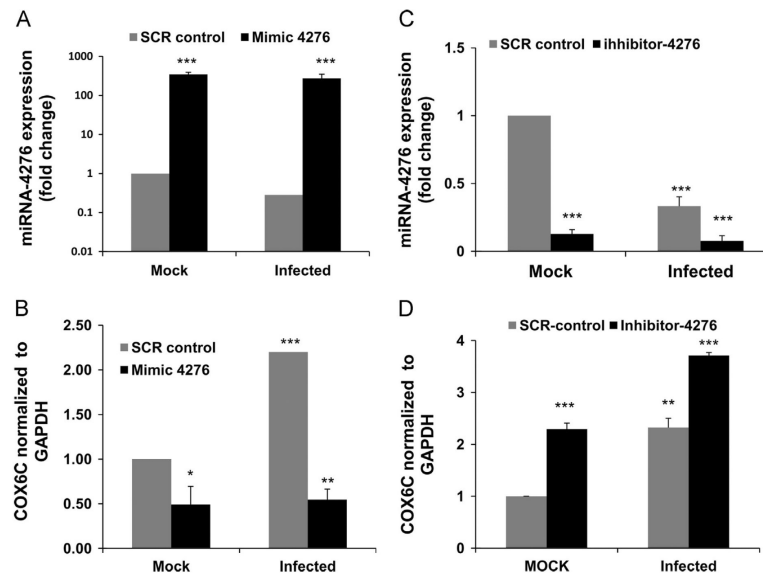 A
SCR control Mimic 4276
miRNA-4276 expression
(fold change)
1000
100
10
1
0.1
0.01
*** ***
Mock Infected
C
SCR control ihhibitor-4276
miRNA-4276 expression
(fold change)
1.5
1
0.5
0
*** *** ***
Mock Infected
B
SCR control
Mimic 4276
COX6C normalized to
GAPDH
2.50
2.00
1.50
1.00
0.50
0.00
* *** **
Mock Infected
D
SCR-control Inhibitor-4276
COX6C normalized to
GAPDH
4
3
2
1
0
*** ** ***
MOCK Infected